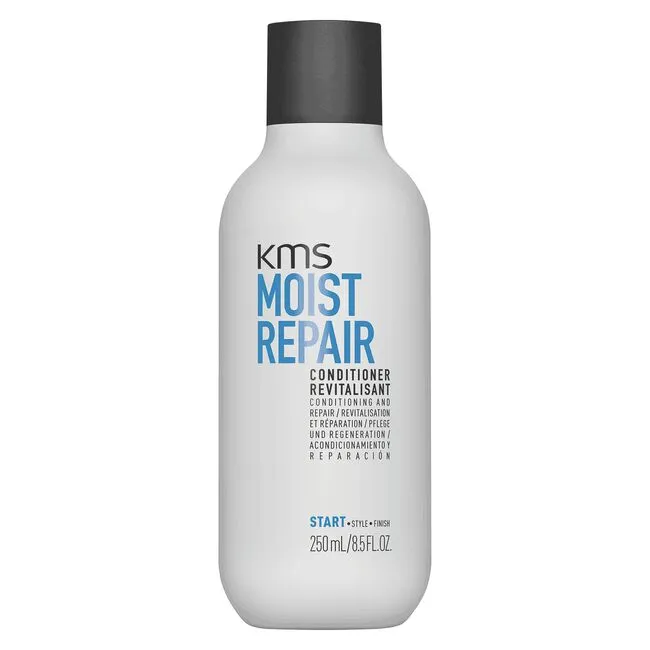 kms
MOIST
REPAIR
CONDITIONER
REVITALISANT
CONDITIONING AND
REPAIR / REVITALISATION
ET RÉPARATION / PFLEGE
UND REGENERATION /
ACONDICIONAMIENTO Y
REPARACIÓN
START • STYLE • FINISH
250 mL/8.5 FL.OZ.